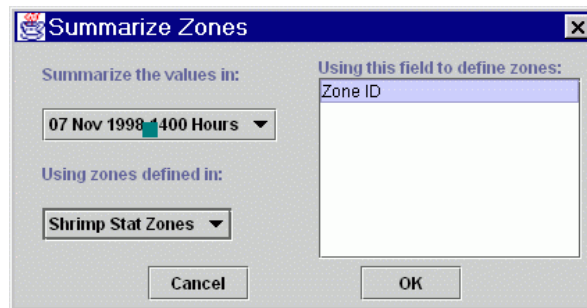 Summarize Zones
Summarize the values in:
07 Nov 1998 1400 Hours
Using zones defined in:
Shrimp Stat Zones
Using this field to define zones:
Zone ID
Cancel
OK